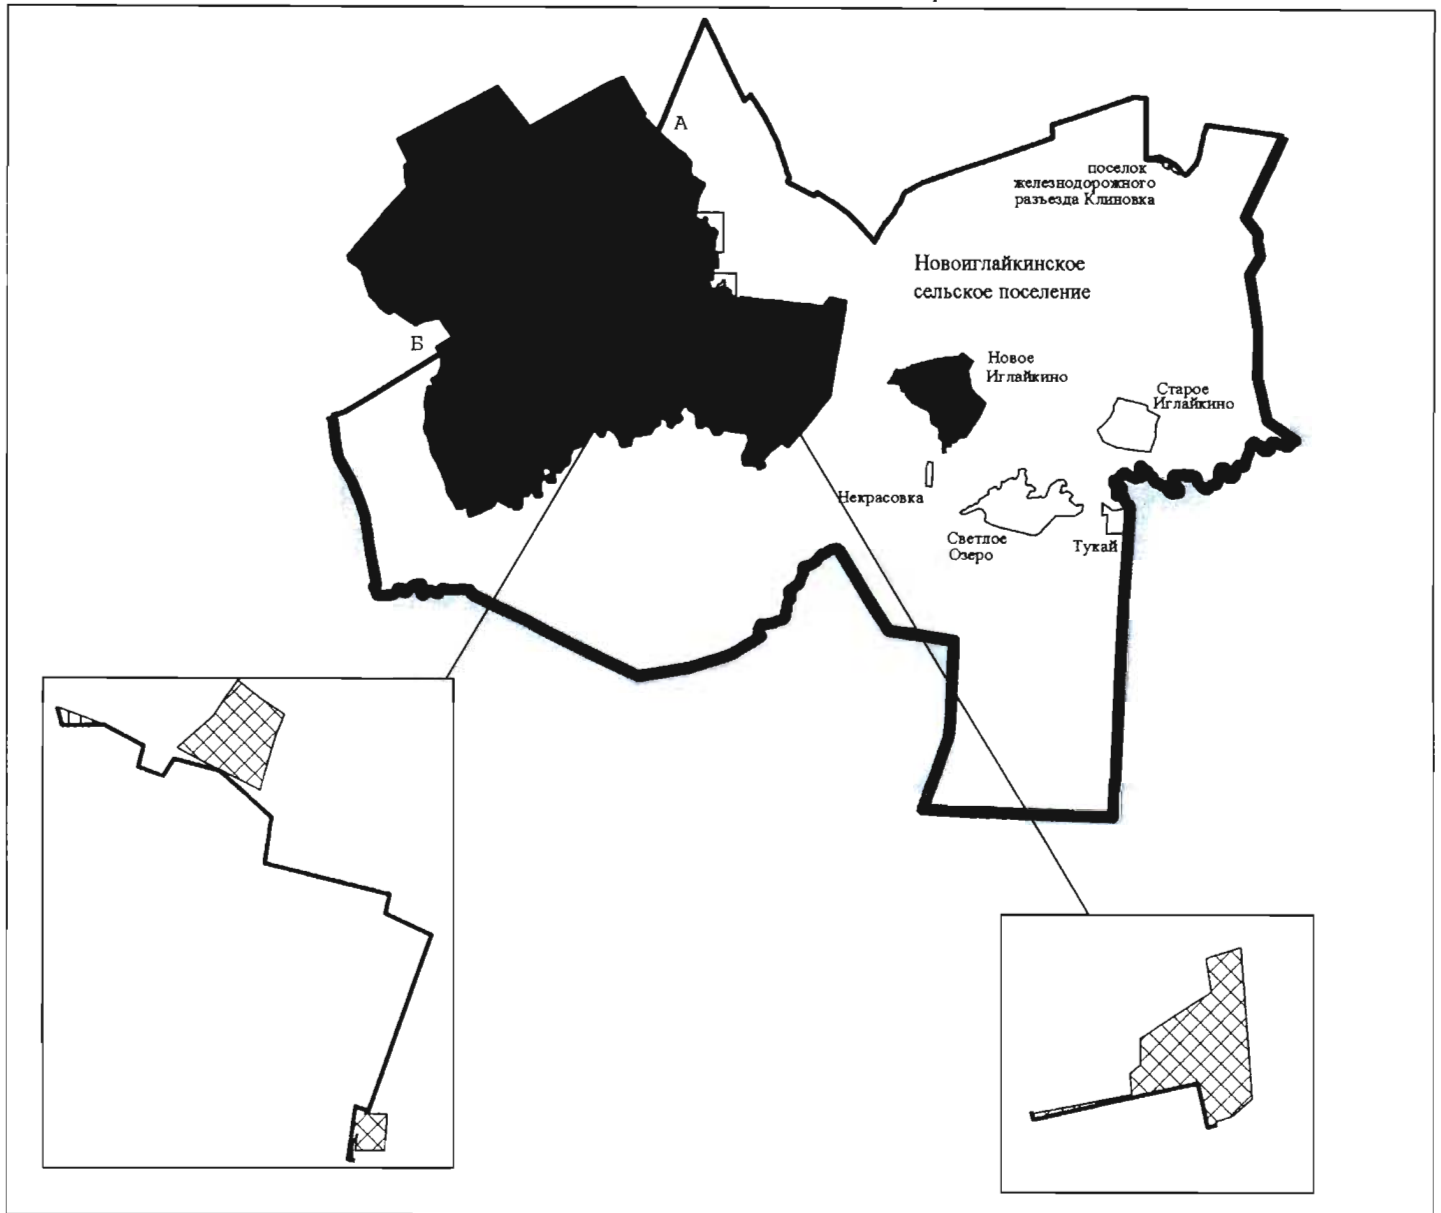 А
поселок
железнодорожного
разъезда Клиновка
Новоиглайкинское
сельское поселение
Б
Новое
Иглайкино
Старое
Иглайкино
Некрасовка
Светлое
Озеро
Тукай